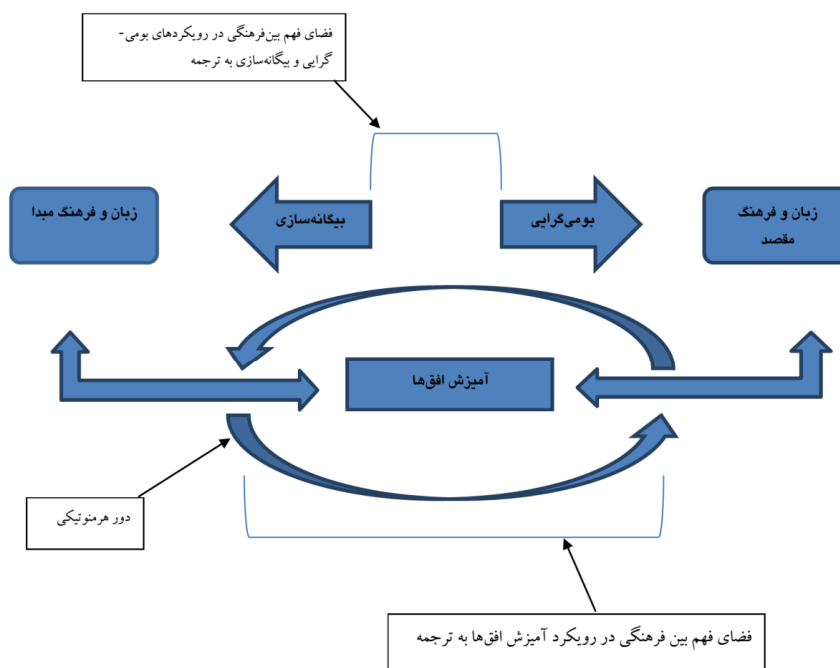 فضای فهم بین‌فرهنگی در رویکردهای بومی-
گرایی و بیگانه‌سازی به ترجمه
زبان و فرهنگ
مقصد
بومی‌گرایی
بیگانه‌سازی
زبان و فرهنگ مبدا
آمیزش افق‌ها
دور هرمنوتیکی
فضای فهم بین فرهنگی در رویکرد آمیزش افق‌ها به ترجمه